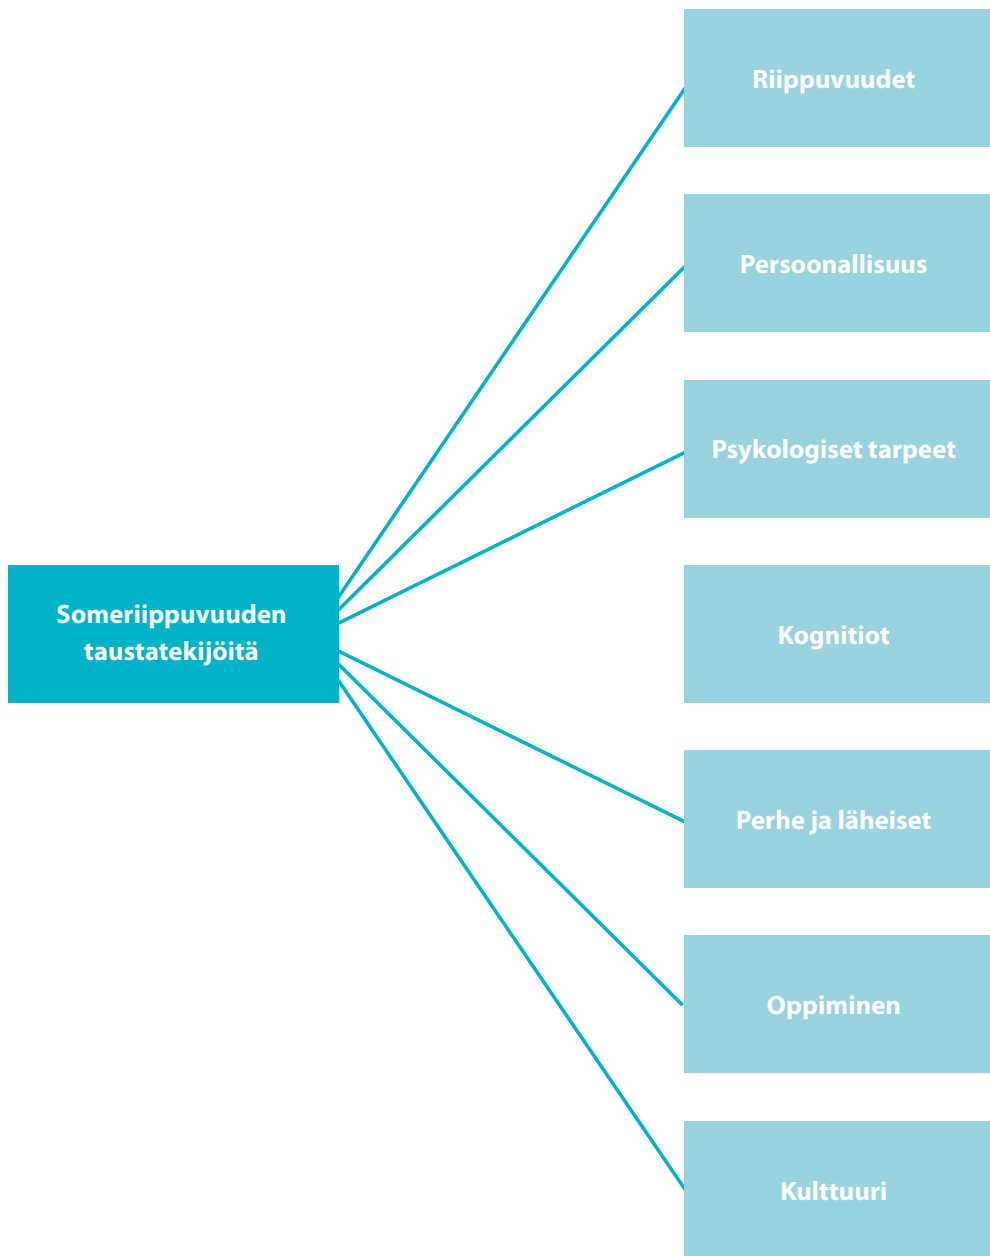 Riippuvuudet
Persoonallisuus
Psykologiset tarpeet
Someriippuvuuden
taustatekijöitä
Kognitiot
Perhe ja läheiset
Oppiminen
Kulttuuri